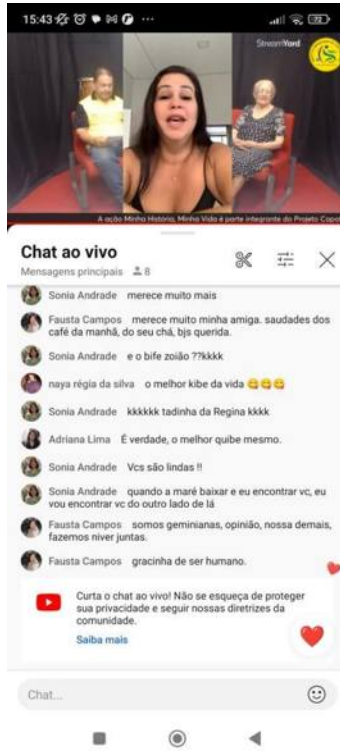 15:43
72
StreamYard
A ação Minha História, Minha Vida é parte integrante do Projeto Capoe
Chat ao vivo
Mensagens principais 8
Sonia Andrade merece muito mais
Fausta Campos merece muito minha amiga. saudades dos
café da manhã, do seu chá, bjs querida.
Sonia Andrade e o bife zoião ??kkkk
naya régia da silva o melhor kibe da vida 😋😋😋
Sonia Andrade kkkkkk tadinha da Regina kkkk
Adriana Lima É verdade, o melhor quibe mesmo.
Sonia Andrade Vcs são lindas !!
Sonia Andrade quando a maré baixar e eu encontrar vc, eu
vou encontrar vc do outro lado de lá
Fausta Campos somos geminianas, opinião, nossa demais,
fazemos niver juntas.
Fausta Campos gracinha de ser humano.
Curta o chat ao vivo! Não se esqueça de proteger
sua privacidade e seguir nossas diretrizes da
comunidade.
Saiba mais
Chat...